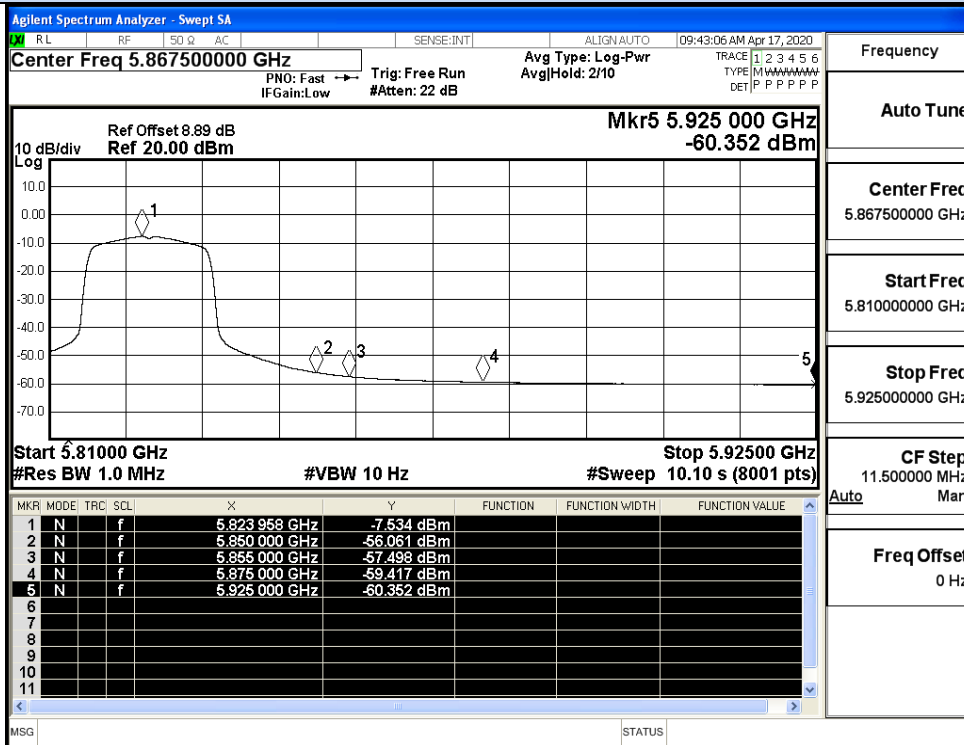 Agilent Spectrum Analyzer - Swept SA
LXI RL RF 50 Ω AC SENSE:INT ALIGN AUTO 09:43:06 AM Apr 17, 2020
Center Freq 5.867500000 GHz
PNO: Fast
IFGain:Low
Trig: Free Run
#Atten: 22 dB
Avg Type: Log-Pwr
Avg|Hold: 2/10
TRACE 1 2 3 4 5 6
TYPE M WWWWW
DET P P P P P P
Mkr5 5.925 000 GHz
-60.352 dBm
Ref Offset 8.89 dB
10 dB/div Ref 20.00 dBm
Log
10.0
0.00
-10.0
-20.0
-30.0
-40.0
-50.0
-60.0
-70.0
1
2
3
4
5
Start 5.81000 GHz Stop 5.92500 GHz
#Res BW 1.0 MHz #VBW 10 Hz #Sweep 10.10 s (8001 pts)
MKR MODE TRC SCL X Y FUNCTION FUNCTION WIDTH FUNCTION VALUE
1 N f 5.823 958 GHz -7.534 dBm
2 N f 5.850 000 GHz -56.061 dBm
3 N f 5.855 000 GHz -57.498 dBm
4 N f 5.875 000 GHz -59.417 dBm
5 N f 5.925 000 GHz -60.352 dBm
6
7
8
9
10
11
MSG STATUS
Frequency
Auto Tune
Center Freq
5.867500000 GHz
Start Freq
5.810000000 GHz
Stop Freq
5.925000000 GHz
CF Step
11.500000 MHz
Auto Man
Freq Offset
0 Hz